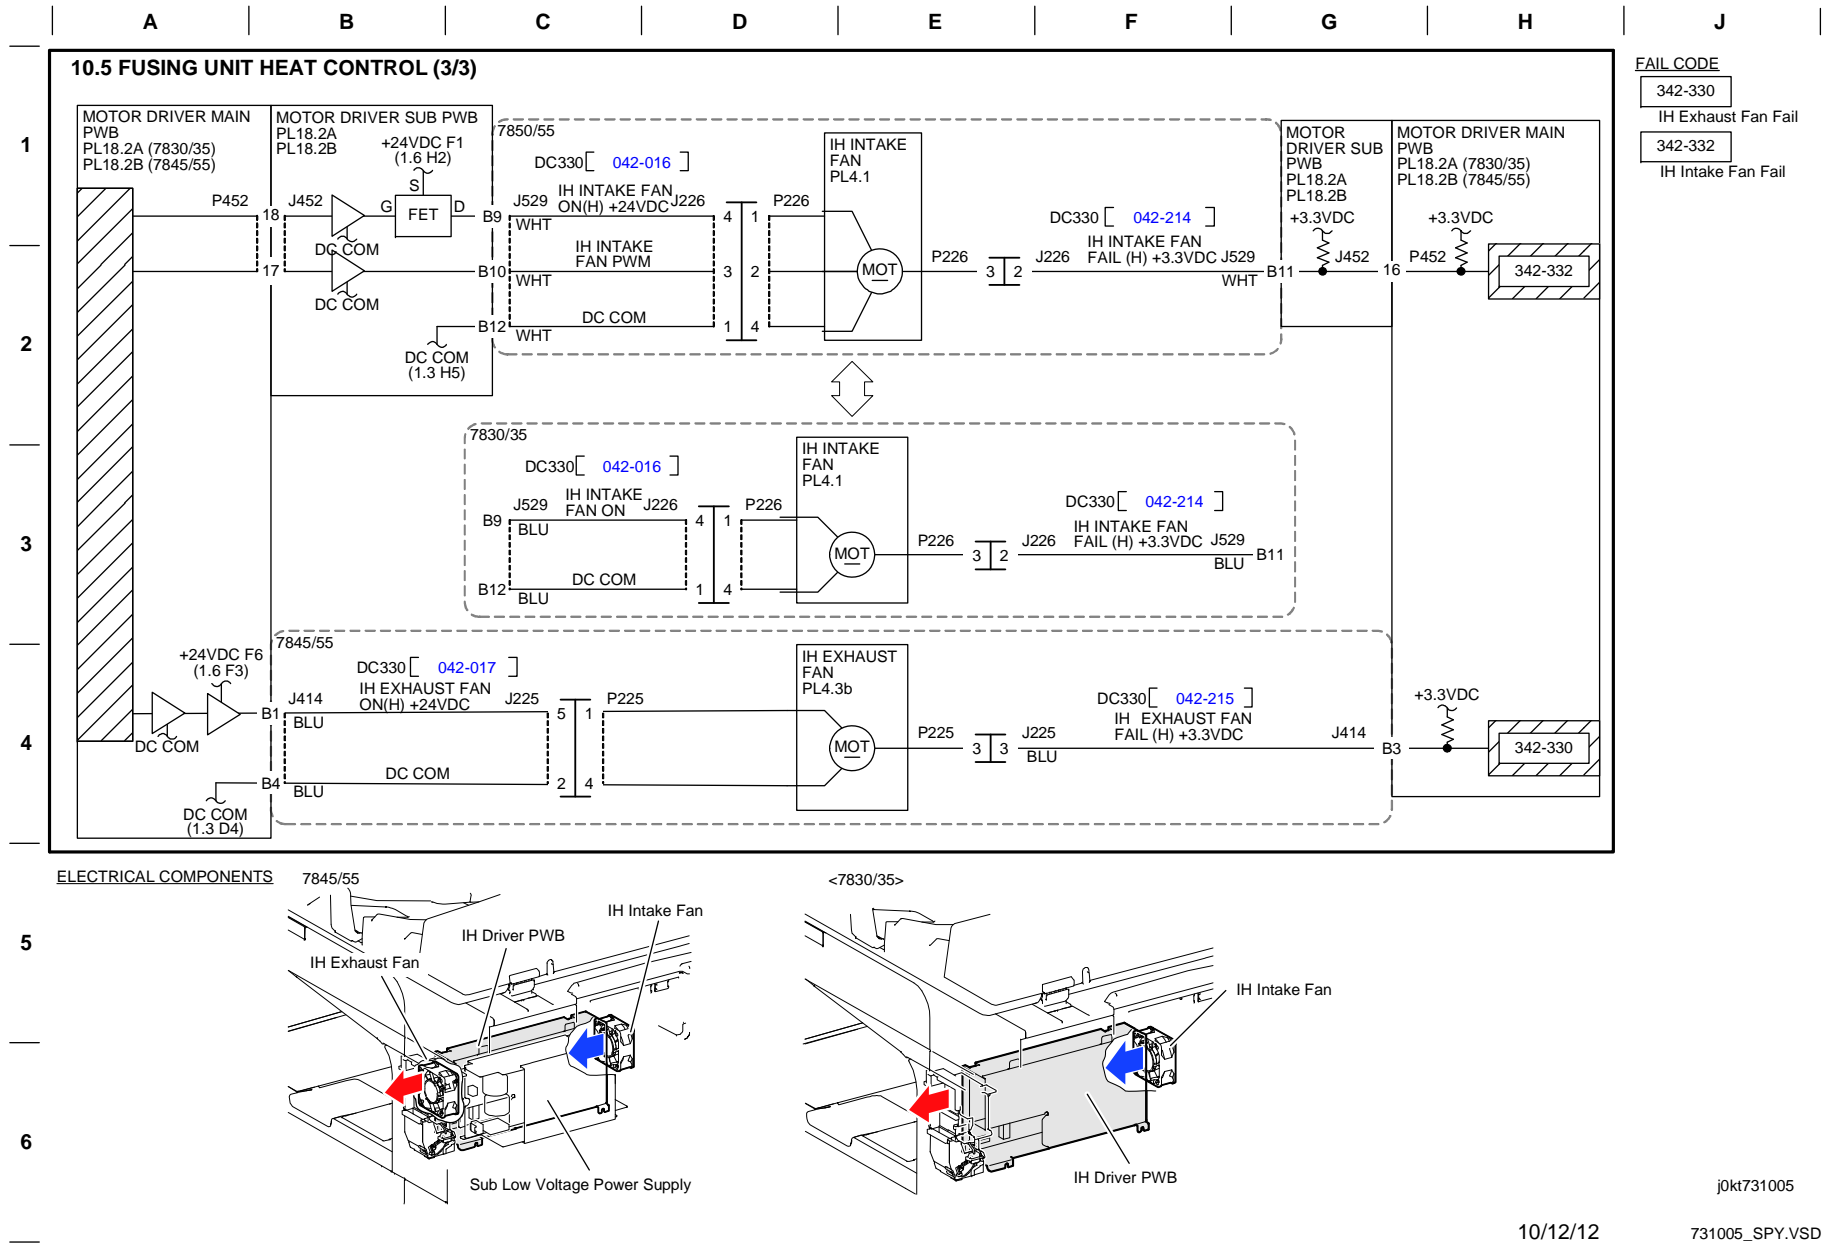 A B C D E F G H J
10.5 FUSING UNIT HEAT CONTROL (3/3)
FAIL CODE
342-330
IH Exhaust Fan Fail
342-332
IH Intake Fan Fail
1
MOTOR DRIVER MAIN
PWB
PL18.2A (7830/35)
PL18.2B (7845/55)
MOTOR DRIVER SUB PWB
PL18.2A
PL18.2B
+24VDC F1
(1.6 H2)
7850/55
DC330[ 042-016 ]
IH INTAKE FAN
ON(H) +24VDC
IH INTAKE
FAN
PL4.1
MOTOR
DRIVER SUB
PWB
PL18.2A
PL18.2B
MOTOR DRIVER MAIN
PWB
PL18.2A (7830/35)
PL18.2B (7845/55)
P452
18
J452
G
S
FET
D
B9
J529
WHT
J226
4 1
P226
DC COM
DC330[ 042-214 ]
IH INTAKE FAN
FAIL (H) +3.3VDC
+3.3VDC
+3.3VDC
17
DC COM
B10
WHT
IH INTAKE
FAN PWM
3 2
MOT
P226
3 2
J226
J529
WHT
B11
J452
16
P452
342-332
2
B12
WHT
DC COM
1 4
DC COM
(1.3 H5)
7830/35
DC330[ 042-016 ]
IH INTAKE
FAN ON
IH INTAKE
FAN
PL4.1
DC330[ 042-214 ]
IH INTAKE FAN
FAIL (H) +3.3VDC
3
B9
J529
BLU
J226
4 1
P226
MOT
P226
3 2
J226
J529
BLU
B11
B12
BLU
DC COM
1 4
7845/55
+24VDC F6
(1.6 F3)
DC330[ 042-017 ]
IH EXHAUST FAN
ON(H) +24VDC
IH EXHAUST
FAN
PL4.3b
DC330[ 042-215 ]
IH EXHAUST FAN
FAIL (H) +3.3VDC
+3.3VDC
4
DC COM
B1
J414
BLU
J225
5 1
P225
MOT
P225
3 3
J225
BLU
J414
B3
342-330
B4
BLU
DC COM
2 4
DC COM
(1.3 D4)
ELECTRICAL COMPONENTS
7845/55
<7830/35>
5
IH Intake Fan
IH Driver PWB
IH Exhaust Fan
IH Intake Fan
6
Sub Low Voltage Power Supply
IH Driver PWB
j0kt731005
10/12/12
731005_SPY.VSD